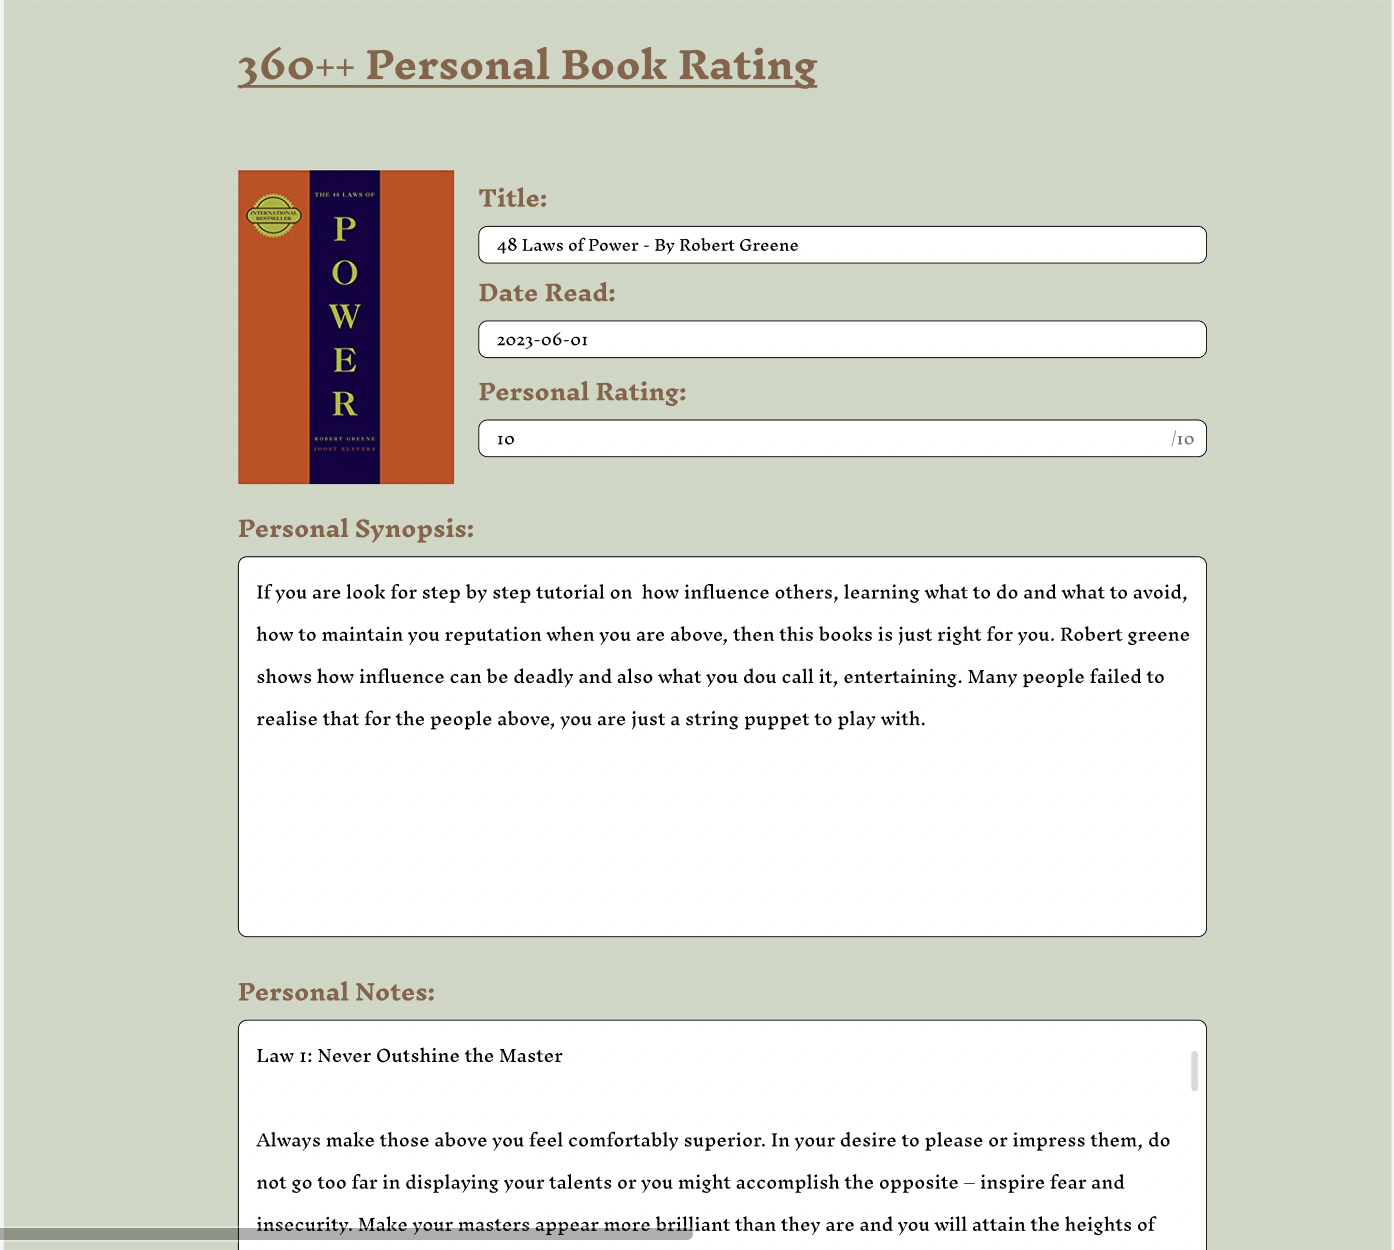 360++ Personal Book Rating
INTERNATIONAL
BESTSELLER
THE 48 LAWS OF
P
O
W
E
R
ROBERT GREENE
JOOST ELFFERS
Title:
48 Laws of Power - By Robert Greene
Date Read:
2023-06-01
Personal Rating:
10 /10
Personal Synopsis:
If you are look for step by step tutorial on  how influence others, learning what to do and what to avoid,
how to maintain you reputation when you are above, then this books is just right for you. Robert greene
shows how influence can be deadly and also what you dou call it, entertaining. Many people failed to
realise that for the people above, you are just a string puppet to play with.
Personal Notes:
Law 1: Never Outshine the Master
Always make those above you feel comfortably superior. In your desire to please or impress them, do
not go too far in displaying your talents or you might accomplish the opposite – inspire fear and
insecurity. Make your masters appear more brilliant than they are and you will attain the heights of